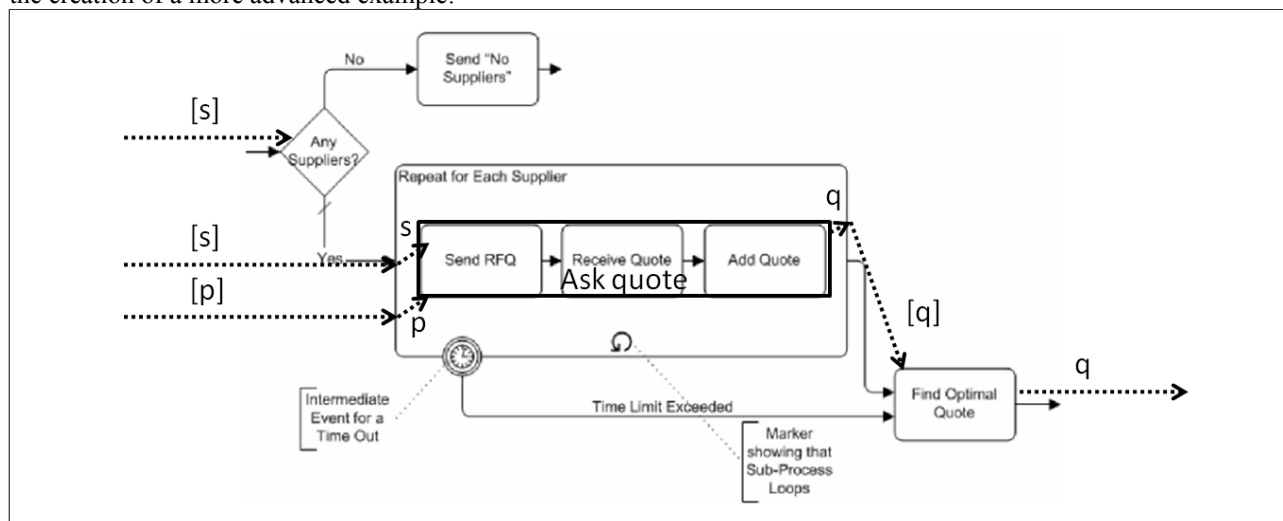 the creation of a more advanced example:
No
Send "No
Suppliers"
[s]
Any
Suppliers?
Repeat for Each Supplier
q
[s]
s
Yes
Send RFQ
Receive Quote
Add Quote
Ask quote
[p]
p
[q]
Find Optimal
Quote
q
Intermediate
Event for a
Time Out
Time Limit Exceeded
Marker
showing that
Sub-Process
Loops